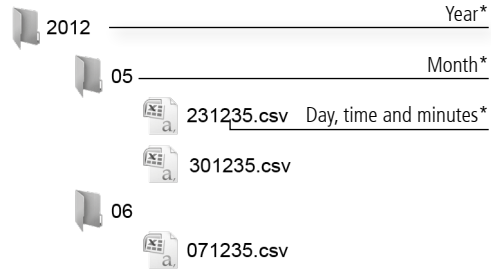 2012 Year*
05 Month*
231235.csv Day, time and minutes*
301235.csv
06
071235.csv